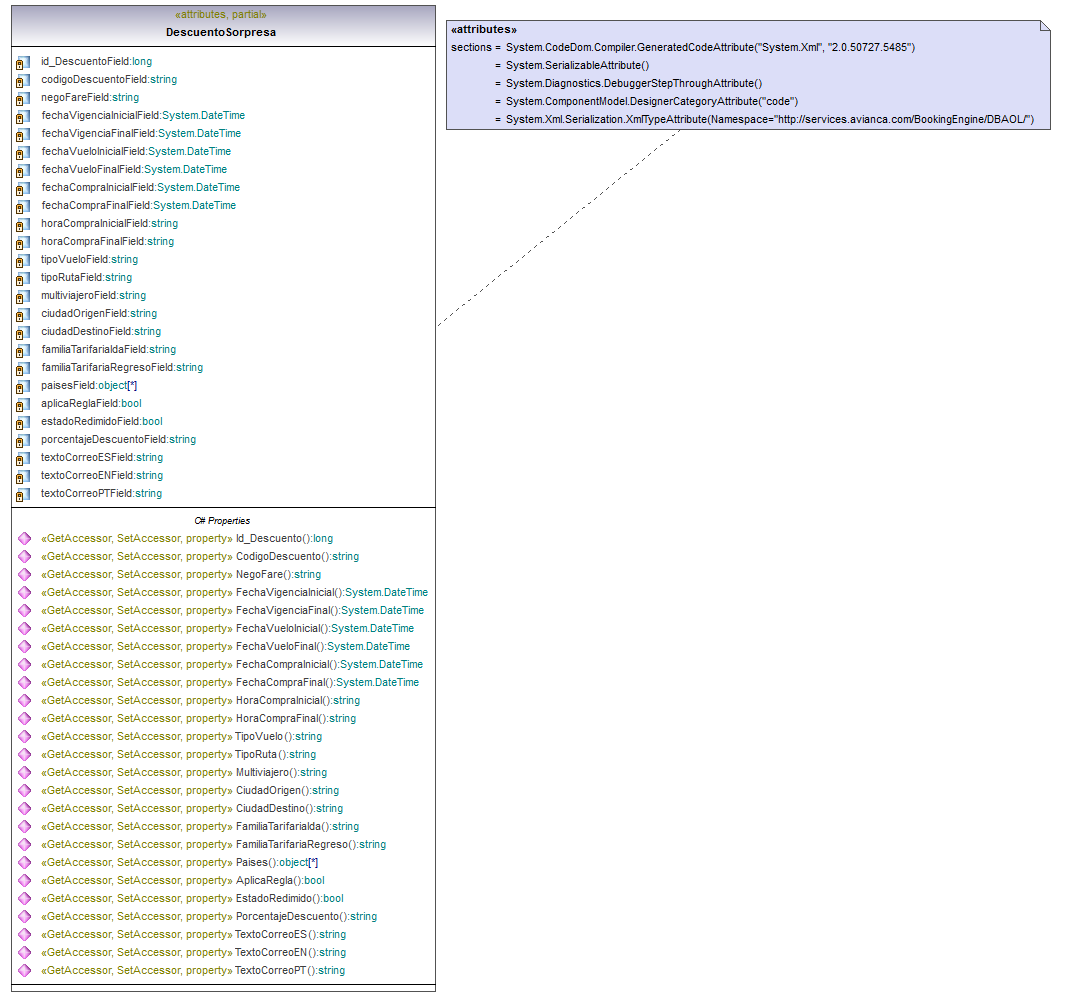 «attributes, partial»
DescuentoSorpresa
id_DescuentoField:long
codigoDescuentoField:string
negoFareField:string
fechaVigenciaInicialField:System.DateTime
fechaVigenciaFinalField:System.DateTime
fechaVueloInicialField:System.DateTime
fechaVueloFinalField:System.DateTime
fechaCompraInicialField:System.DateTime
fechaCompraFinalField:System.DateTime
horaCompraInicialField:string
horaCompraFinalField:string
tipoVueloField:string
tipoRutaField:string
multiviajeroField:string
ciudadOrigenField:string
ciudadDestinoField:string
familiaTarifariaIdaField:string
familiaTarifariaRegresoField:string
paisesField:object[*]
aplicaReglaField:bool
estadoRedimidoField:bool
porcentajeDescuentoField:string
textoCorreoESField:string
textoCorreoENField:string
textoCorreoPTField:string
C# Properties
«GetAccessor, SetAccessor, property» Id_Descuento():long
«GetAccessor, SetAccessor, property» CodigoDescuento():string
«GetAccessor, SetAccessor, property» NegoFare():string
«GetAccessor, SetAccessor, property» FechaVigenciaInicial():System.DateTime
«GetAccessor, SetAccessor, property» FechaVigenciaFinal():System.DateTime
«GetAccessor, SetAccessor, property» FechaVueloInicial():System.DateTime
«GetAccessor, SetAccessor, property» FechaVueloFinal():System.DateTime
«GetAccessor, SetAccessor, property» FechaCompraInicial():System.DateTime
«GetAccessor, SetAccessor, property» FechaCompraFinal():System.DateTime
«GetAccessor, SetAccessor, property» HoraCompraInicial():string
«GetAccessor, SetAccessor, property» HoraCompraFinal():string
«GetAccessor, SetAccessor, property» TipoVuelo():string
«GetAccessor, SetAccessor, property» TipoRuta():string
«GetAccessor, SetAccessor, property» Multiviajero():string
«GetAccessor, SetAccessor, property» CiudadOrigen():string
«GetAccessor, SetAccessor, property» CiudadDestino():string
«GetAccessor, SetAccessor, property» FamiliaTarifariaIda():string
«GetAccessor, SetAccessor, property» FamiliaTarifariaRegreso():string
«GetAccessor, SetAccessor, property» Paises():object[*]
«GetAccessor, SetAccessor, property» AplicaRegla():bool
«GetAccessor, SetAccessor, property» EstadoRedimido():bool
«GetAccessor, SetAccessor, property» PorcentajeDescuento():string
«GetAccessor, SetAccessor, property» TextoCorreoES():string
«GetAccessor, SetAccessor, property» TextoCorreoEN():string
«GetAccessor, SetAccessor, property» TextoCorreoPT():string
«attributes»
sections = System.CodeDom.Compiler.GeneratedCodeAttribute("System.Xml", "2.0.50727.5485")
= System.SerializableAttribute()
= System.Diagnostics.DebuggerStepThroughAttribute()
= System.ComponentModel.DesignerCategoryAttribute("code")
= System.Xml.Serialization.XmlTypeAttribute(Namespace="http://services.avianca.com/BookingEngine/DBAOL/")